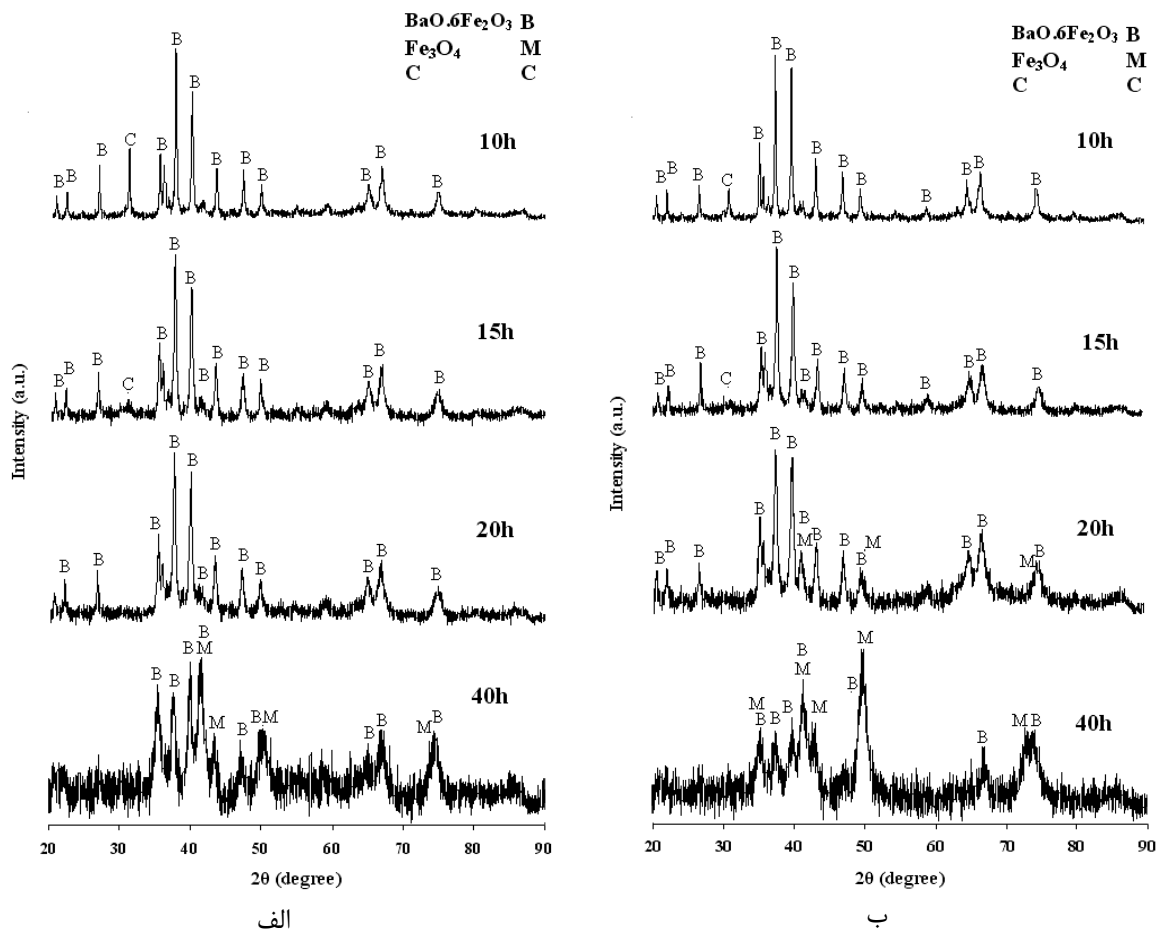 BaO.6Fe₂O₃ B
Fe₃O₄ M
C C
B
B
10h
B B B C B B B B B B B
B
B
15h
B B B C B B B B B B B
B
B
20h
B B B B B B B B B B
B
B B B M
40h
M B B M B B M B
20 30 40 50 60 70 80 90
2θ (degree)
Intensity (a.u.)
الف
BaO.6Fe₂O₃ B
Fe₃O₄ M
C C
B B
10h
B B B C B B B B B B B B
B
B
15h
B B B C B B B B B B B B B
B B
20h
B B B B B M B B B M B B M B
M
B M B
40h
M B B B M B M B
20 30 40 50 60 70 80 90
2θ (degree)
Intensity (a.u.)
ب